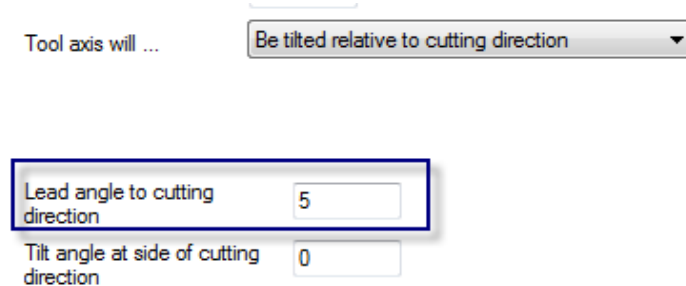 Tool axis will ... Be tilted relative to cutting direction
Lead angle to cutting
direction
5
Tilt angle at side of cutting
direction
0